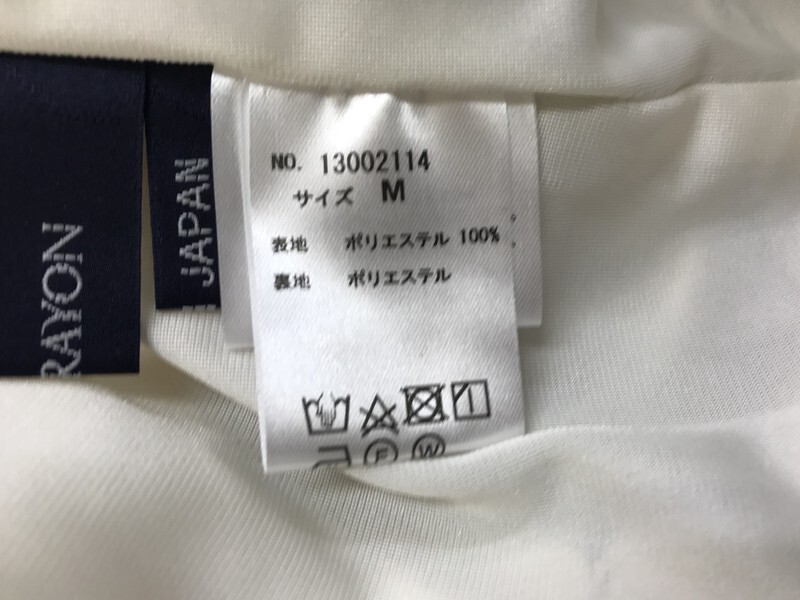 NO. 13002114
サイズ M
表地 ポリエステル 100%
裏地 ポリエステル
JAPAN
RAYON
F W